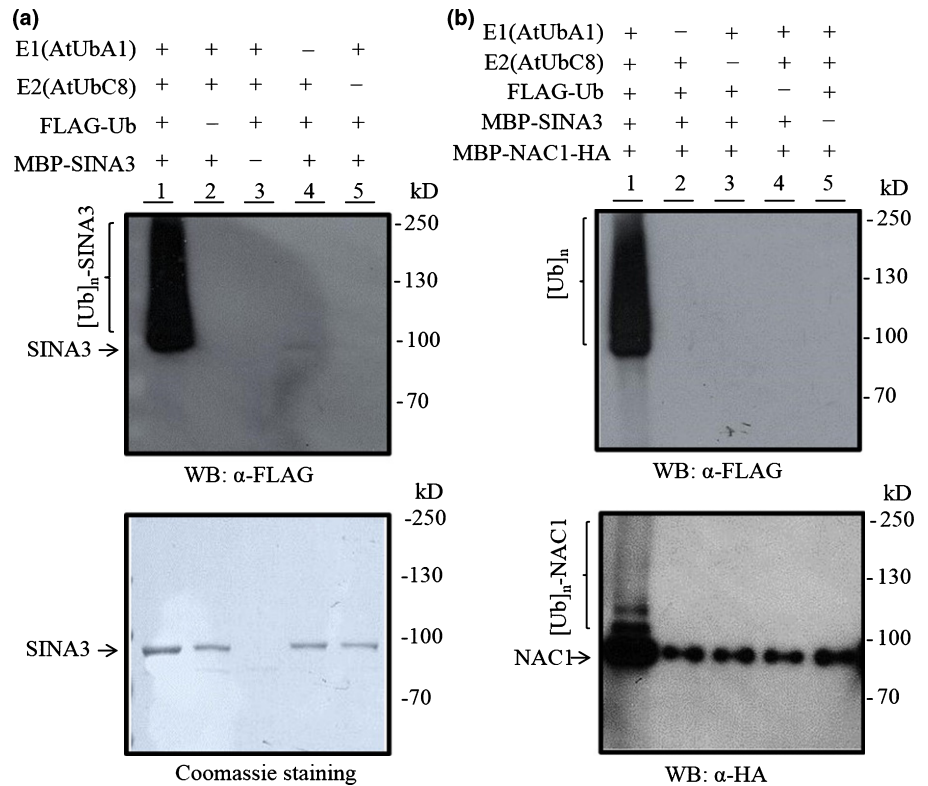 (a)
E1(AtUbA1) + + + – +
E2(AtUbC8) + + + + –
FLAG-Ub + – + + +
MBP-SINA3 + + – + +
1 2 3 4 5 kD
[Ub]n-SINA3
SINA3→
-250
-130
-100
-70
WB: α-FLAG
kD
-250
-130
SINA3→
-100
-70
Coomassie staining
(b)
E1(AtUbA1) + – + + +
E2(AtUbC8) + + – + +
FLAG-Ub + + + – +
MBP-SINA3 + + + + –
MBP-NAC1-HA + + + + +
1 2 3 4 5 kD
[Ub]n
-250
-130
-100
-70
WB: α-FLAG
kD
[Ub]n-NAC1
NAC1→
-250
-130
-100
-70
WB: α-HA